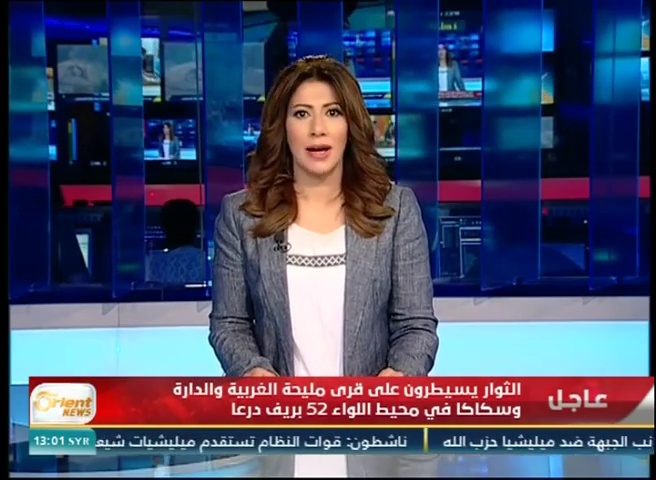 الثوار يسيطرون على قرى مليحة الغربية والدارة
وسكاكا في محيط اللواء 52 بريف درعا
عاجل
Orient
NEWS
13:01 SYR
نب الجبهة ضد ميليشيا حزب الله
ناشطون: قوات النظام تستقدم ميليشيات شيع